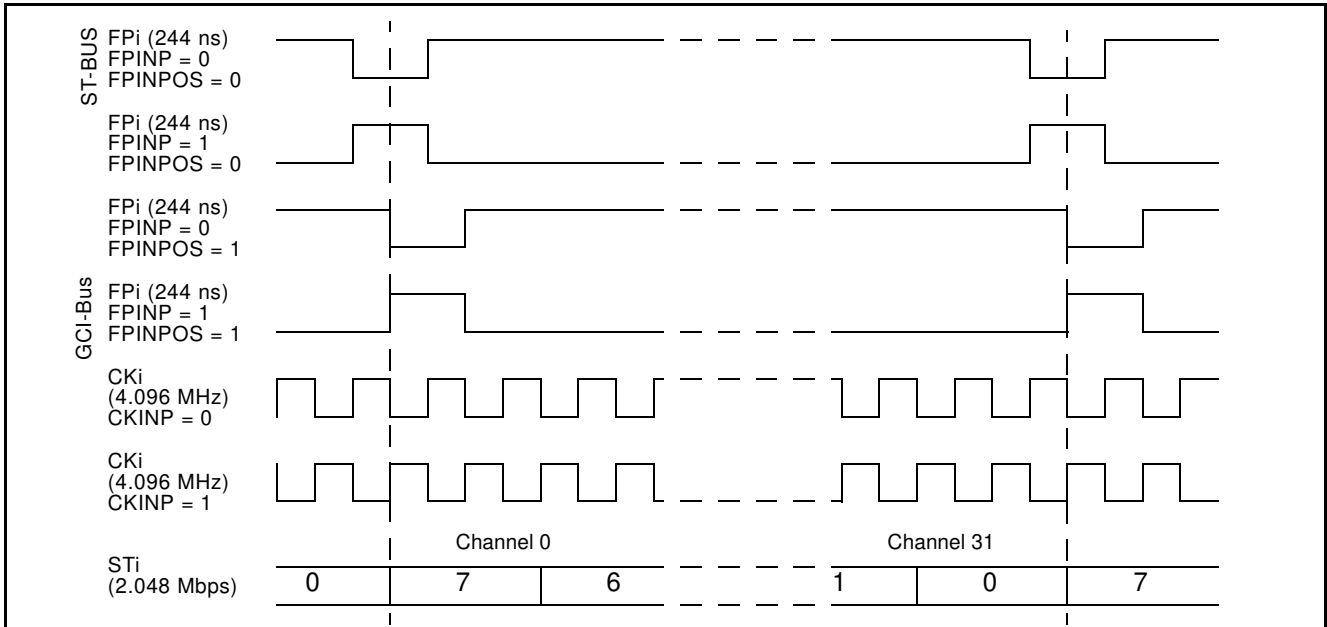 ST-BUS
FPi (244 ns)
FPINP = 0
FPINPOS = 0
FPi (244 ns)
FPINP = 1
FPINPOS = 0
FPi (244 ns)
FPINP = 0
FPINPOS = 1
GCI-Bus
FPi (244 ns)
FPINP = 1
FPINPOS = 1
CKi
(4.096 MHz)
CKINP = 0
CKi
(4.096 MHz)
CKINP = 1
Channel 0 Channel 31
STi
(2.048 Mbps)
0 7 6 1 0 7